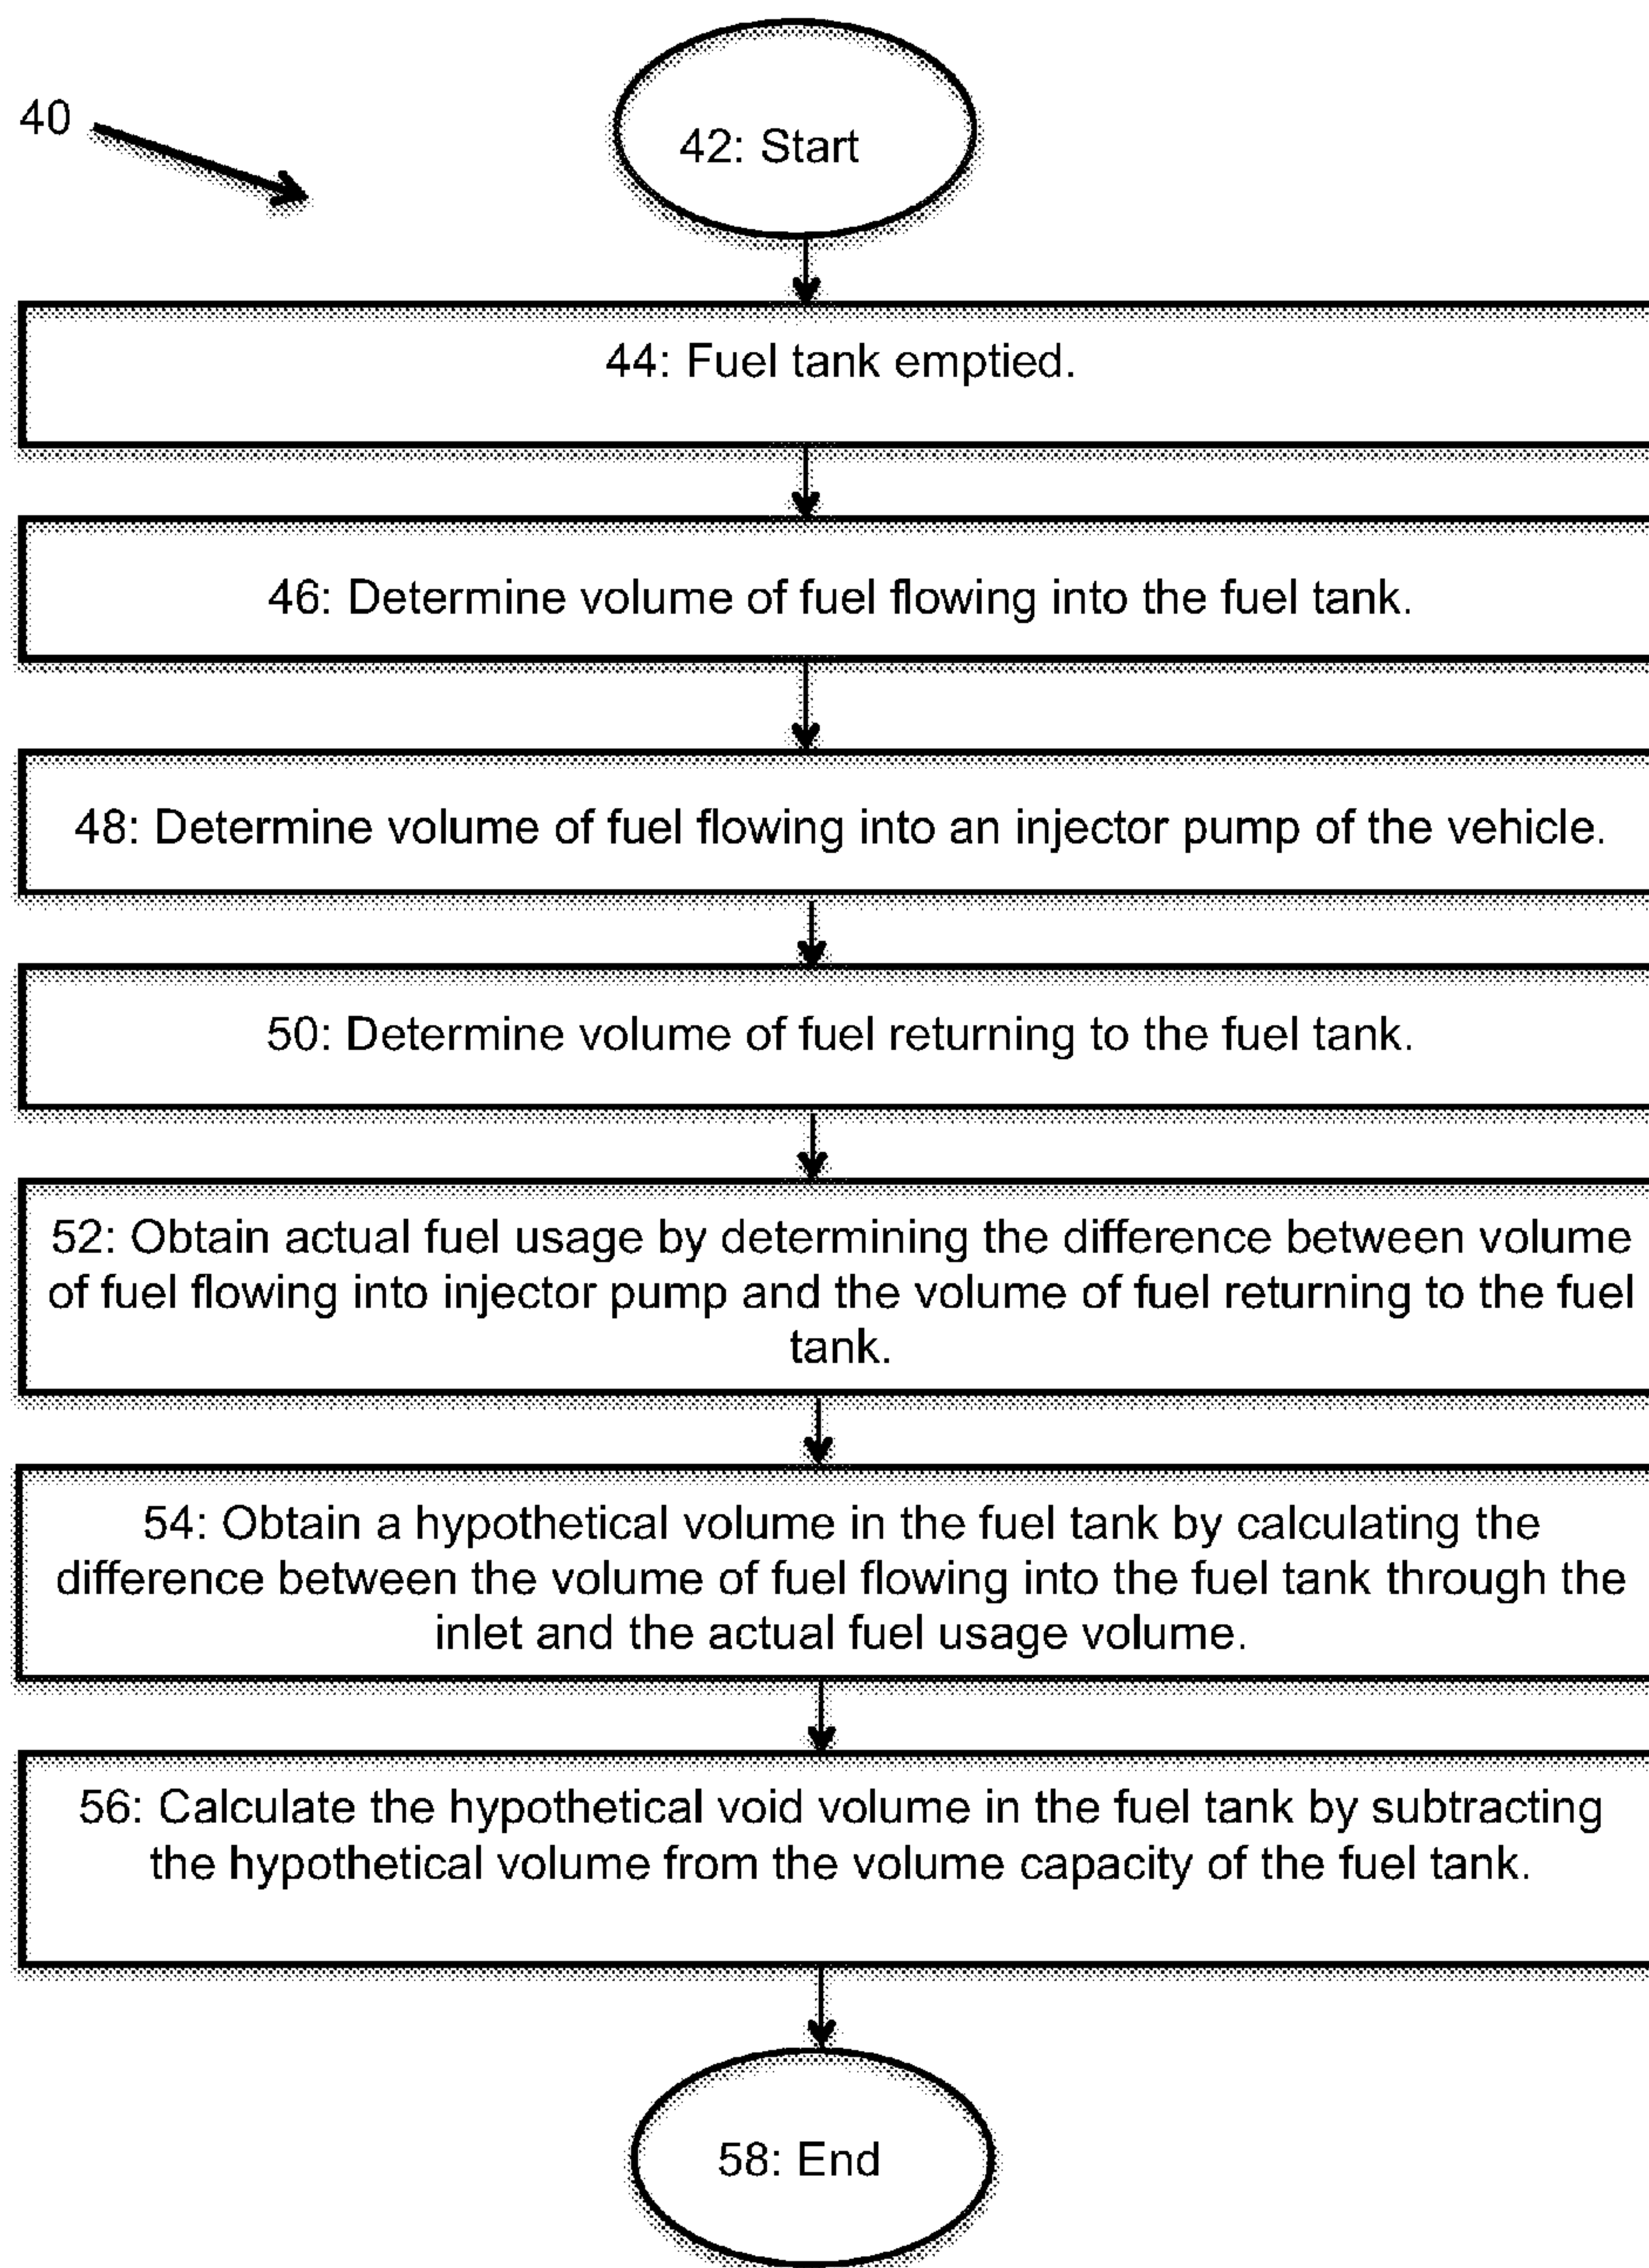 40
42: Start
44: Fuel tank emptied.
46: Determine volume of fuel flowing into the fuel tank.
48: Determine volume of fuel flowing into an injector pump of the vehicle.
50: Determine volume of fuel returning to the fuel tank.
52: Obtain actual fuel usage by determining the difference between volume
of fuel flowing into injector pump and the volume of fuel returning to the fuel
tank.
54: Obtain a hypothetical volume in the fuel tank by calculating the
difference between the volume of fuel flowing into the fuel tank through the
inlet and the actual fuel usage volume.
56: Calculate the hypothetical void volume in the fuel tank by subtracting
the hypothetical volume from the volume capacity of the fuel tank.
58: End